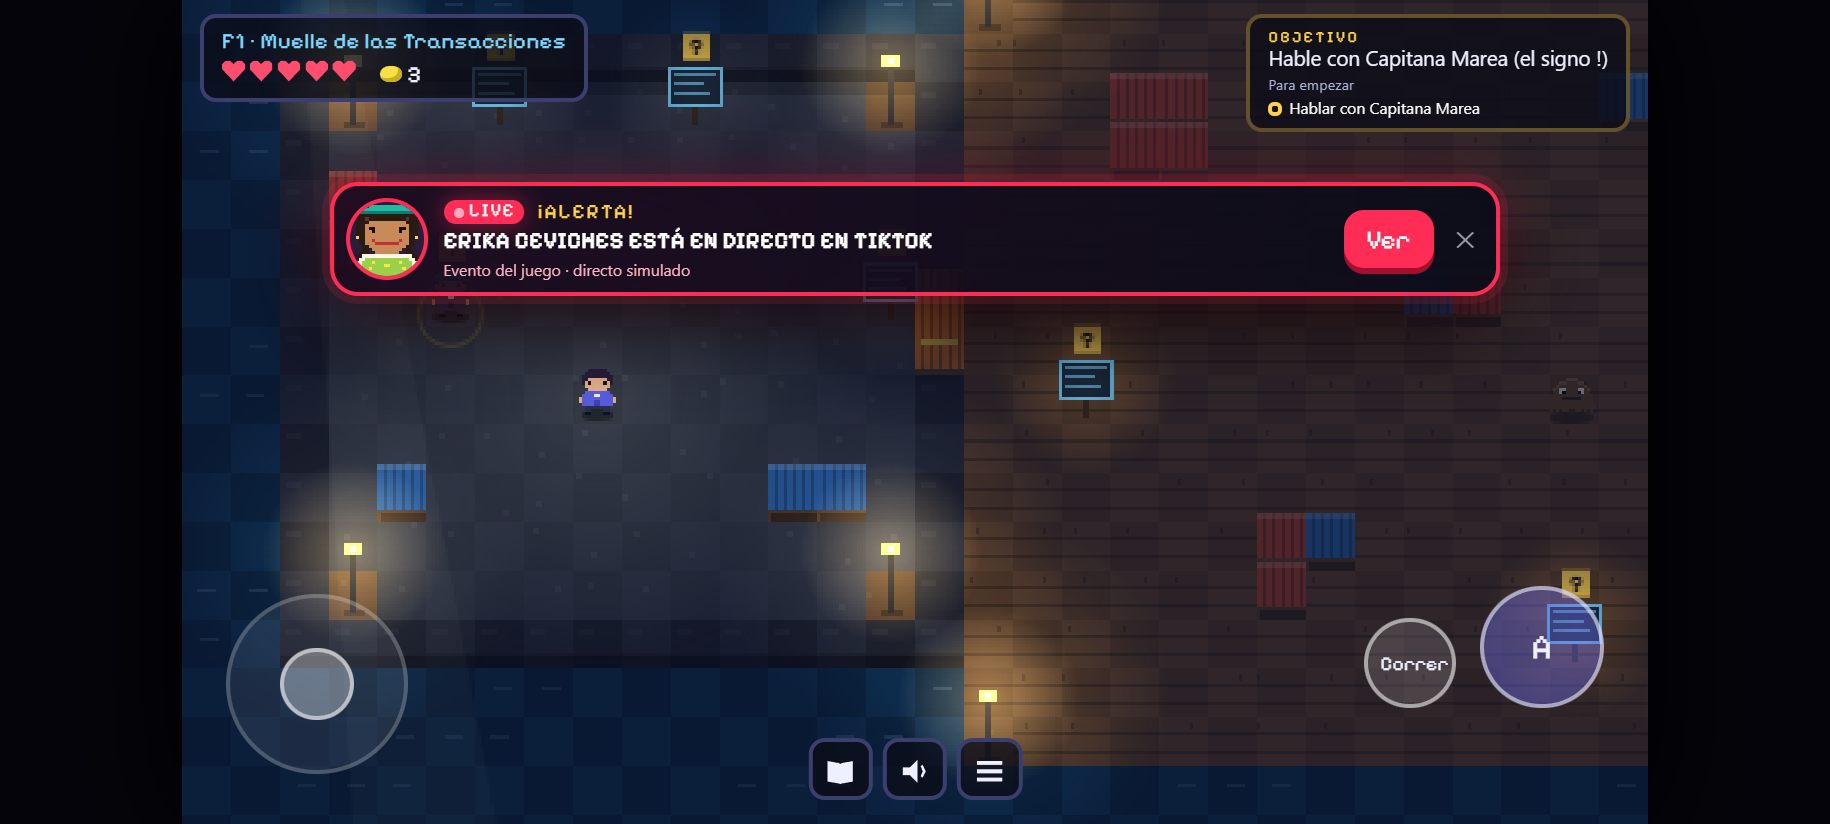 F1 · Muelle de las Transacciones
3
OBJETIVO
Hable con Capitana Marea (el signo !)
Para empezar
Hablar con Capitana Marea
LIVE ¡ALERTA!
ERIKA CEVICHES ESTÁ EN DIRECTO EN TIKTOK
Evento del juego · directo simulado
Ver
?
?
?
?
Correr
A